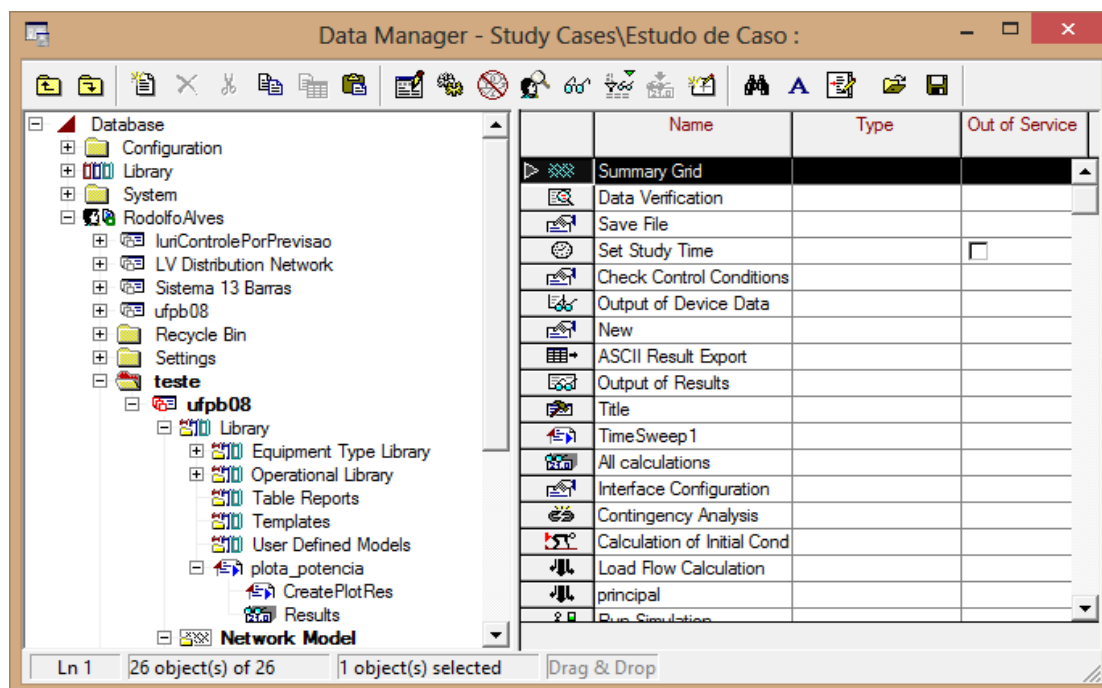 Data Manager - Study Cases\Estudo de Caso :
Database
Configuration
Library
System
RodolfoAlves
IuriControlePorPrevisao
LV Distribution Network
Sistema 13 Barras
ufpb08
Recycle Bin
Settings
teste
ufpb08
Library
Equipment Type Library
Operational Library
Table Reports
Templates
User Defined Models
plota_potencia
CreatePlotRes
Results
Network Model
Name Type Out of Service
Summary Grid
Data Verification
Save File
Set Study Time
Check Control Conditions
Output of Device Data
New
ASCII Result Export
Output of Results
Title
TimeSweep1
All calculations
Interface Configuration
Contingency Analysis
Calculation of Initial Cond
Load Flow Calculation
principal
Run Simulation
Ln 1 26 object(s) of 26 1 object(s) selected Drag & Drop